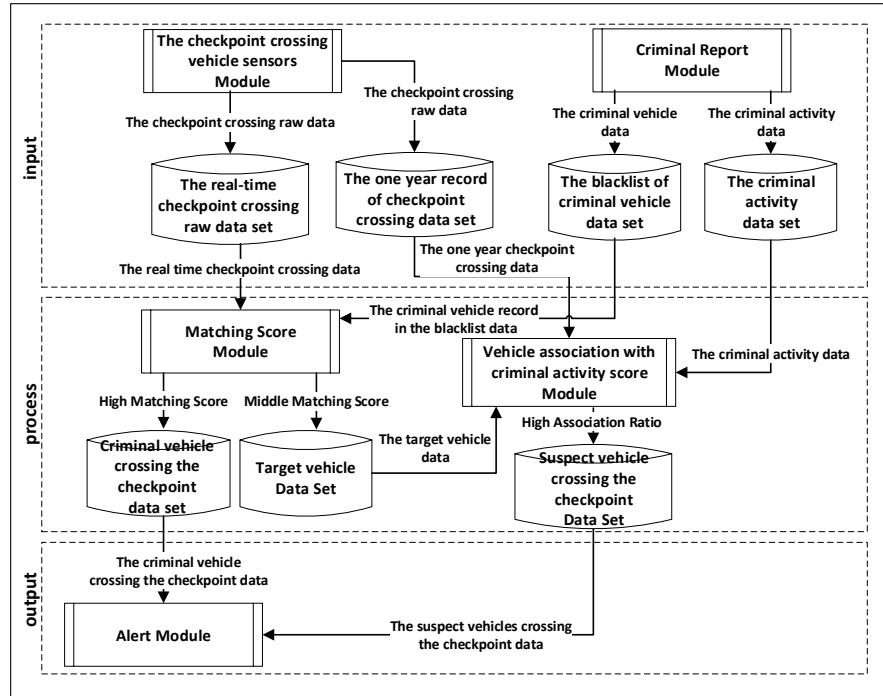 input
The checkpoint crossing
vehicle sensors
Module
Criminal Report
Module
The checkpoint crossing raw data
The checkpoint crossing
raw data
The criminal vehicle
data
The criminal activity
data
The real-time
checkpoint crossing
raw data set
The one year record
of checkpoint
crossing data set
The blacklist of
criminal vehicle
data set
The criminal
activity
data set
The real time checkpoint crossing data
The one year checkpoint
crossing data
process
Matching Score
Module
The criminal vehicle record
in the blacklist data
Vehicle association with
criminal activity score
Module
The criminal activity data
High Matching Score
Middle Matching Score
High Association Ratio
Criminal vehicle
crossing the
checkpoint
data set
Target vehicle
Data Set
The target vehicle
data
Suspect vehicle
crossing the
checkpoint
Data Set
output
The criminal vehicle
crossing the checkpoint data
Alert Module
The suspect vehicles crossing
the checkpoint data